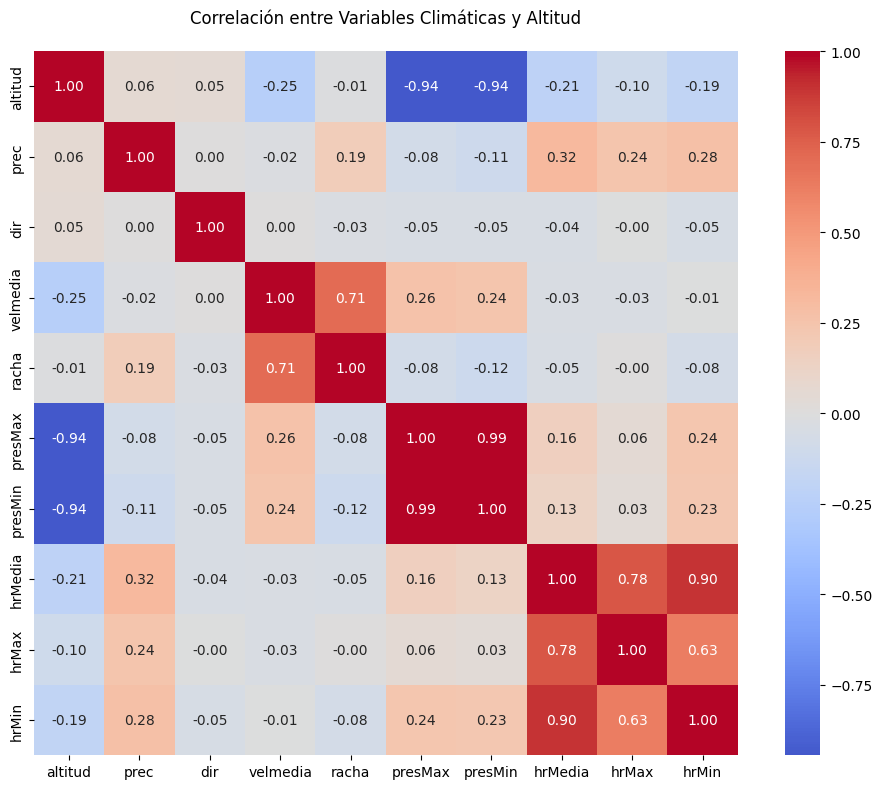 Correlación entre Variables Climáticas y Altitud
altitud 1.00 0.06 0.05 -0.25 -0.01 -0.94 -0.94 -0.21 -0.10 -0.19
prec 0.06 1.00 0.00 -0.02 0.19 -0.08 -0.11 0.32 0.24 0.28
dir 0.05 0.00 1.00 0.00 -0.03 -0.05 -0.05 -0.04 -0.00 -0.05
velmedia -0.25 -0.02 0.00 1.00 0.71 0.26 0.24 -0.03 -0.03 -0.01
racha -0.01 0.19 -0.03 0.71 1.00 -0.08 -0.12 -0.05 -0.00 -0.08
presMax -0.94 -0.08 -0.05 0.26 -0.08 1.00 0.99 0.16 0.06 0.24
presMin -0.94 -0.11 -0.05 0.24 -0.12 0.99 1.00 0.13 0.03 0.23
hrMedia -0.21 0.32 -0.04 -0.03 -0.05 0.16 0.13 1.00 0.78 0.90
hrMax -0.10 0.24 -0.00 -0.03 -0.00 0.06 0.03 0.78 1.00 0.63
hrMin -0.19 0.28 -0.05 -0.01 -0.08 0.24 0.23 0.90 0.63 1.00
altitud prec dir velmedia racha presMax presMin hrMedia hrMax hrMin
1.00
0.75
0.50
0.25
0.00
−0.25
−0.50
−0.75